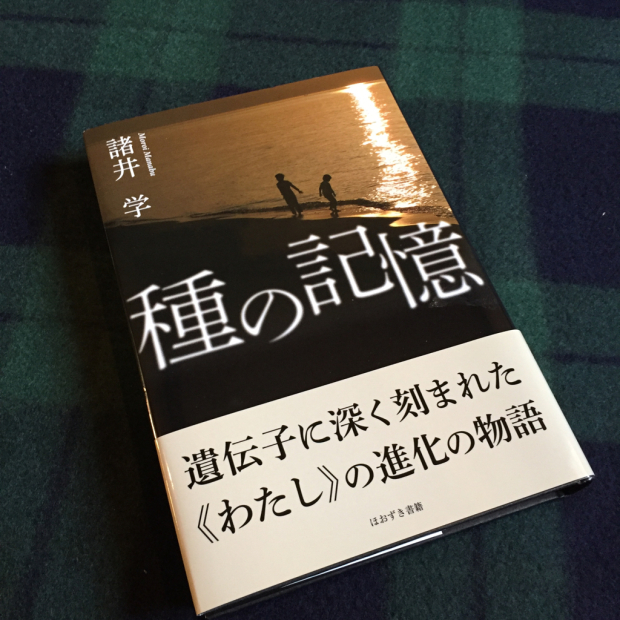 諸井 学
Moroi Manabu
種の記憶
遺伝子に深く刻まれた
《わたし》の進化の物語
ほおずき書籍